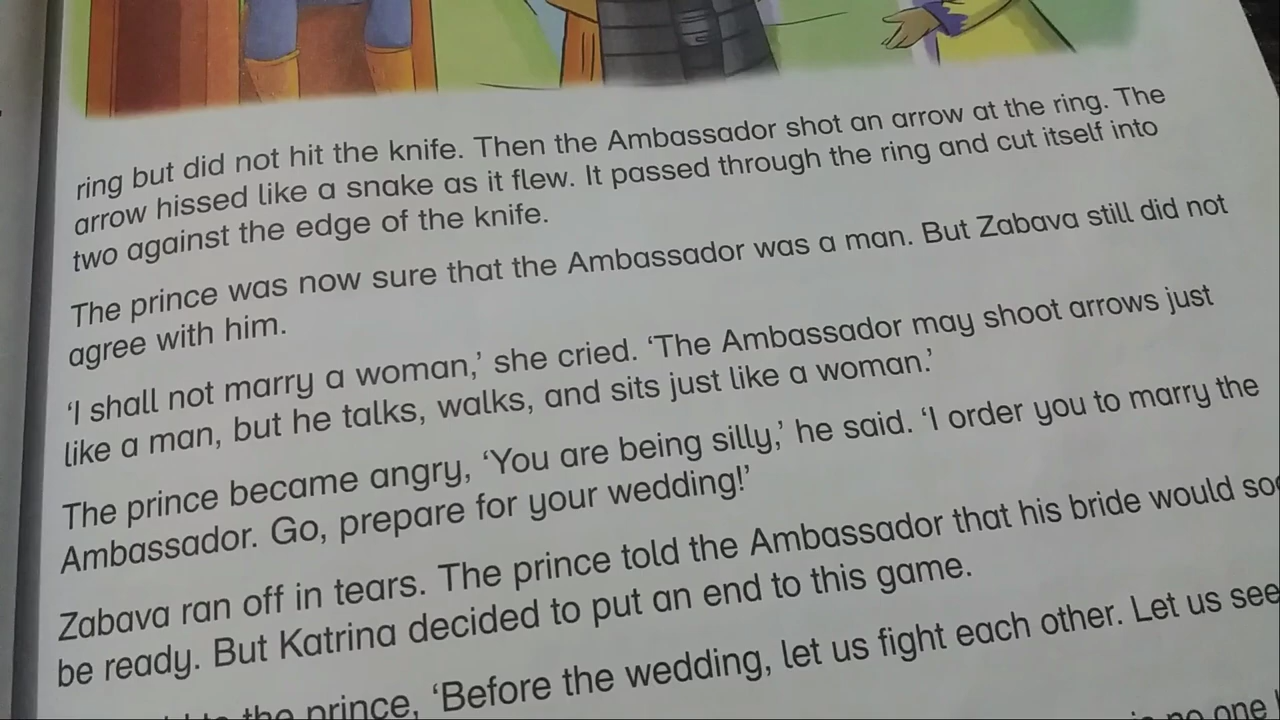 ring but did not hit the knife. Then the Ambassador shot an arrow at the ring. The
arrow hissed like a snake as it flew. It passed through the ring and cut itself into
two against the edge of the knife.
The prince was now sure that the Ambassador was a man. But Zabava still did not
agree with him.
‘I shall not marry a woman,’ she cried. ‘The Ambassador may shoot arrows just
like a man, but he talks, walks, and sits just like a woman.’
The prince became angry, ‘You are being silly,’ he said. ‘I order you to marry the
Ambassador. Go, prepare for your wedding!’
Zabava ran off in tears. The prince told the Ambassador that his bride would
be ready. But Katrina decided to put an end to this game.
the prince, ‘Before the wedding, let us fight each other. Let us see
no one